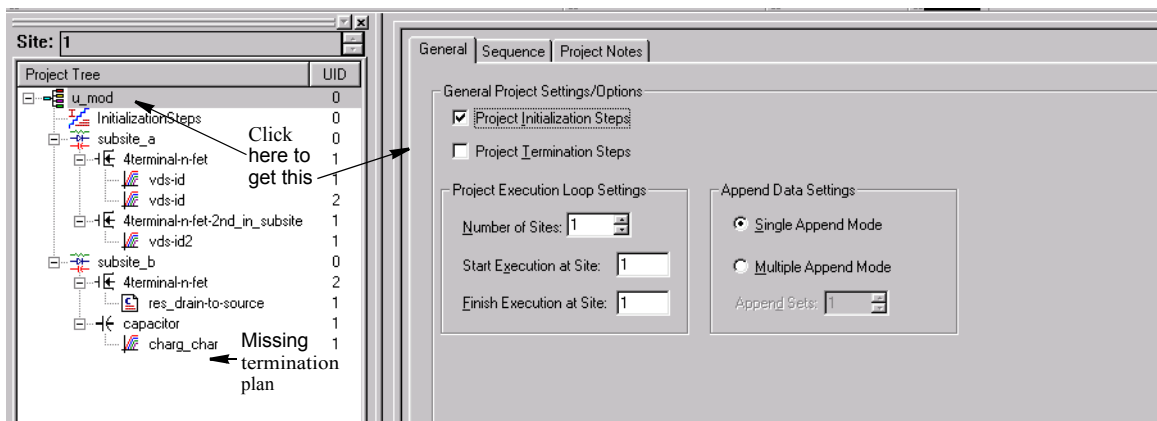 Site: 1
Project Tree UID
u_mod 0
InitializationSteps 0
subsite_a 0
4terminal-n-fet 1
vds-id 1
vds-id 2
4terminal-n-fet-2nd_in_subsite 1
vds-id2 1
subsite_b 0
4terminal-n-fet 2
res_drain-to-source 1
capacitor 1
charg_char 1
Click
here to
get this
Missing
termination
plan
General Sequence Project Notes
General Project Settings/Options
Project Initialization Steps
Project Termination Steps
Project Execution Loop Settings
Number of Sites: 1
Start Execution at Site: 1
Finish Execution at Site: 1
Append Data Settings
Single Append Mode
Multiple Append Mode
Append Sets: 1